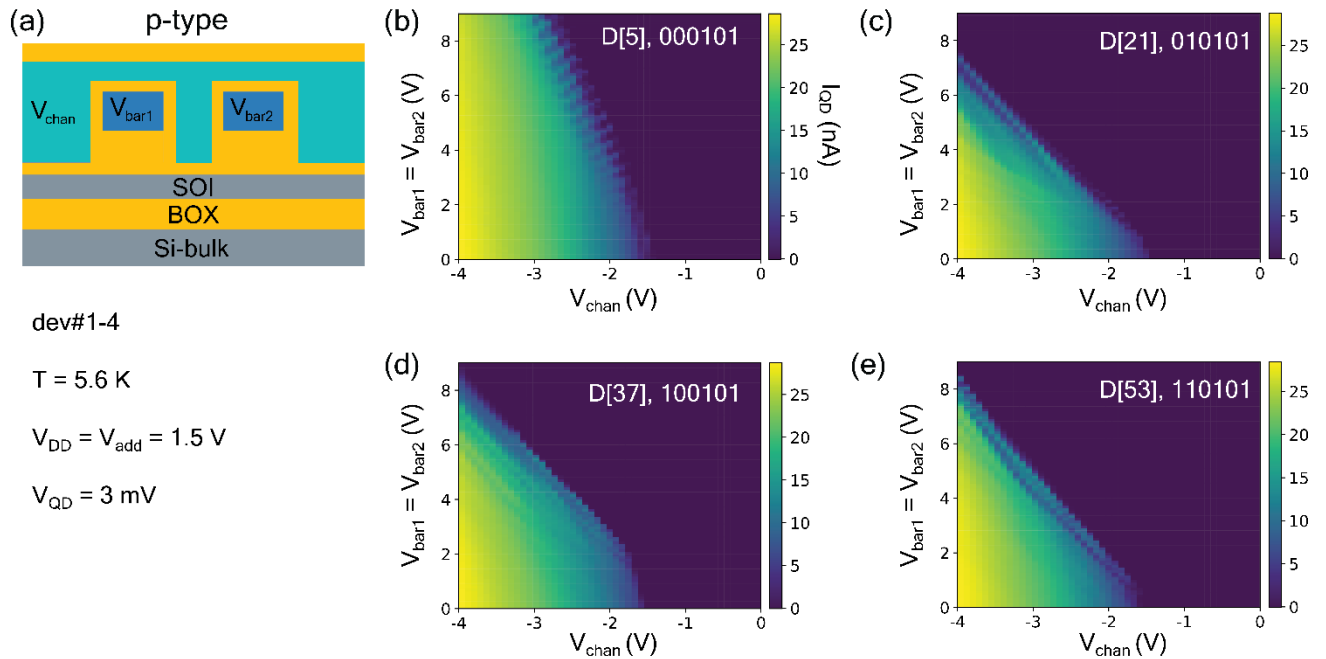 (a)
p-type
V_chan
V_bar1
V_bar2
SOI
BOX
Si-bulk
dev#1-4
T = 5.6 K
V_DD = V_add = 1.5 V
V_QD = 3 mV
(b)
D[5], 000101
V_bar1 = V_bar2 (V)
8
6
4
2
0
-4 -3 -2 -1 0
V_chan (V)
25
20
15
10
5
0
I_QD (nA)
(c)
D[21], 010101
V_bar1 = V_bar2 (V)
8
6
4
2
0
-4 -3 -2 -1 0
V_chan (V)
25
20
15
10
5
0
(d)
D[37], 100101
V_bar1 = V_bar2 (V)
8
6
4
2
0
-4 -3 -2 -1 0
V_chan (V)
25
20
15
10
5
0
(e)
D[53], 110101
V_bar1 = V_bar2 (V)
8
6
4
2
0
-4 -3 -2 -1 0
V_chan (V)
25
20
15
10
5
0